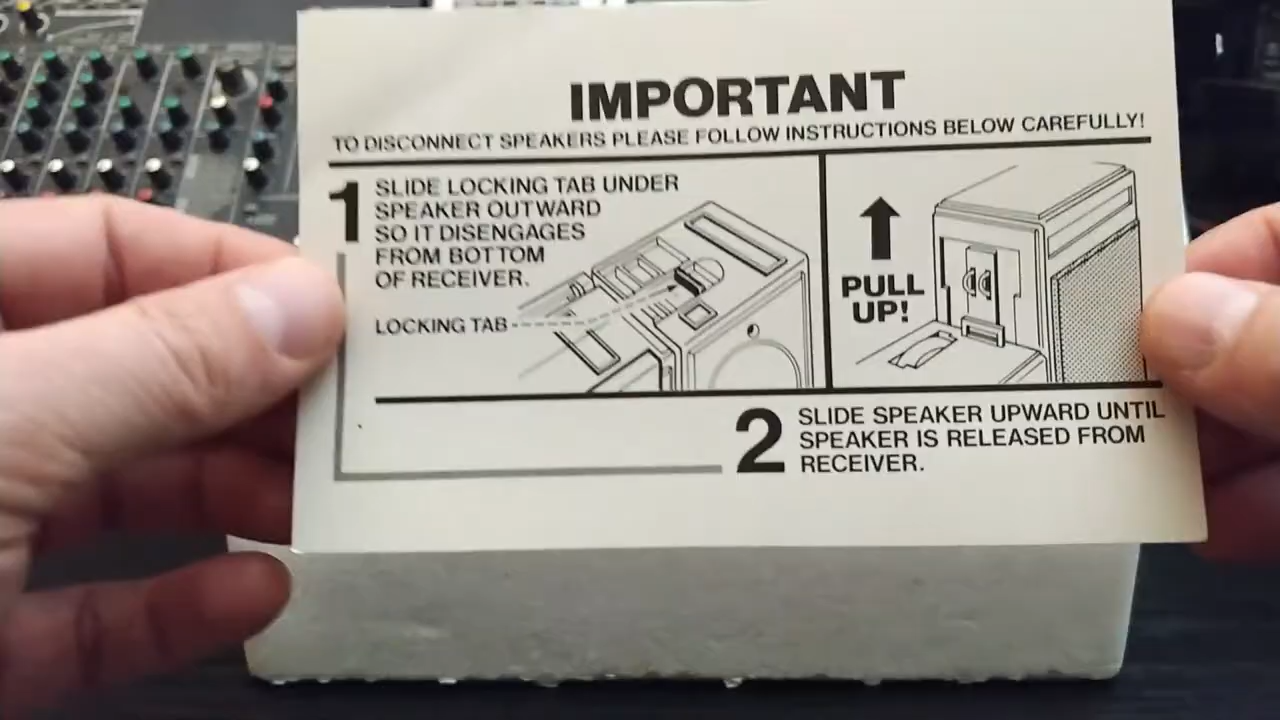 IMPORTANT
TO DISCONNECT SPEAKERS PLEASE FOLLOW INSTRUCTIONS BELOW CAREFULLY!
1
SLIDE LOCKING TAB UNDER
SPEAKER OUTWARD
SO IT DISENGAGES
FROM BOTTOM
OF RECEIVER.
LOCKING TAB
PULL
UP!
2
SLIDE SPEAKER UPWARD UNTIL
SPEAKER IS RELEASED FROM
RECEIVER.